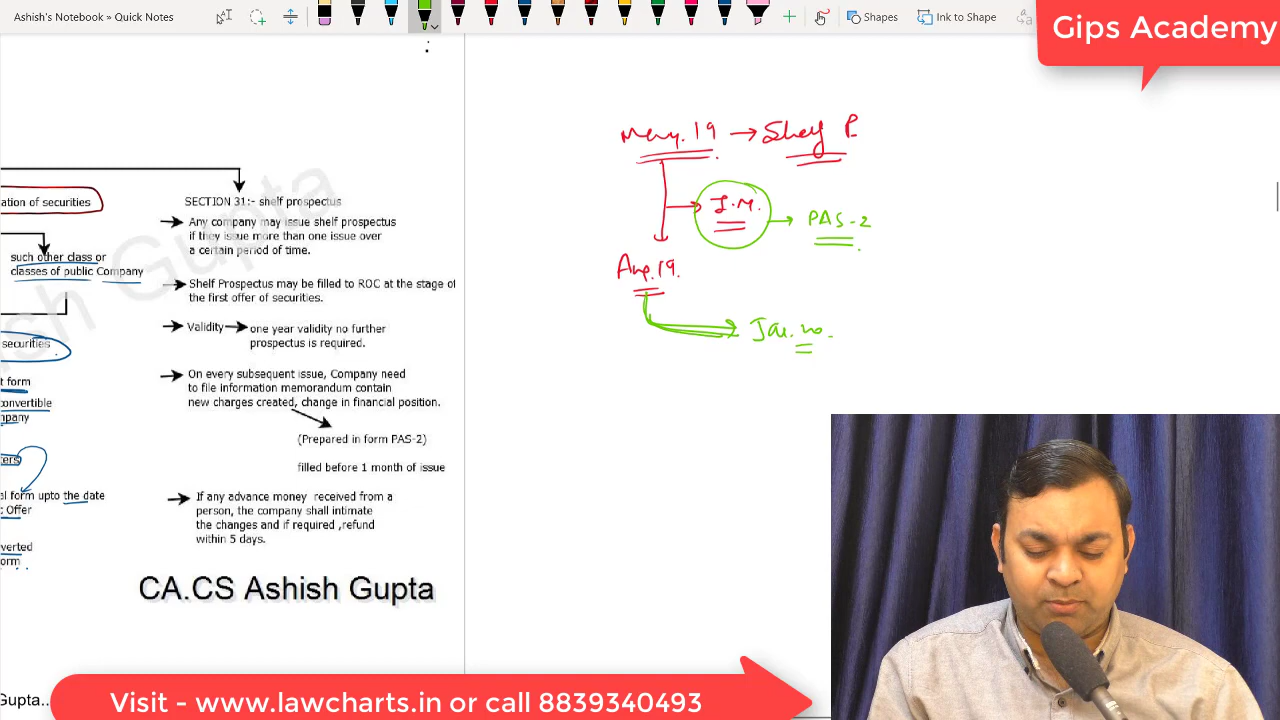 Ashish's Notebook » Quick Notes
Shapes
Ink to Shape
Gips Academy
ation of securities
such other class or
classes of public Company
securities
t form
onvertible
mpany
ers
al form upto the date
c Offer
verted
orm
SECTION 31:- shelf prospectus
Any company may issue shelf prospectus
if they issue more than one issue over
a certain period of time.
Shelf Prospectus may be filled to ROC at the stage of
the first offer of securities.
Validity
one year validity no further
prospectus is required.
On every subsequent issue, Company need
to file information memorandum contain
new charges created, change in financial position.
(Prepared in form PAS-2)
filled before 1 month of issue
If any advance money received from a
person, the company shall intimate
the changes and if required ,refund
within 5 days.
CA.CS Ashish Gupta
ish Gupta
19
Shelf P
I.M.
PAS-2
19.
Gupta..
Visit - www.lawcharts.in or call 8839340493